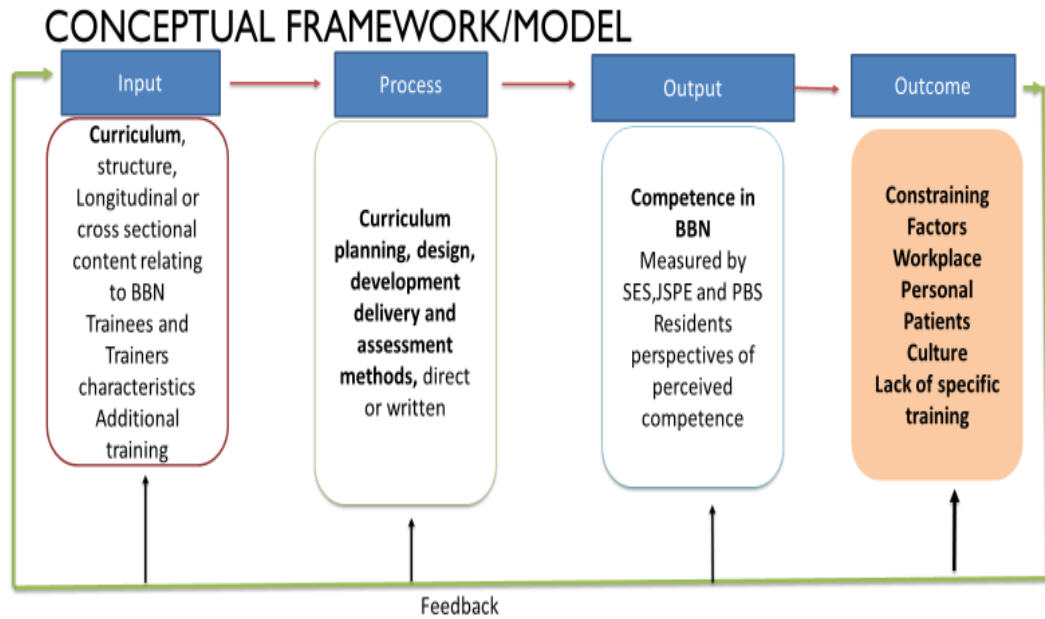 CONCEPTUAL FRAMEWORK/MODEL
Input
Process
Output
Outcome
Curriculum,
structure,
Longitudinal or
cross sectional
content relating
to BBN
Trainees and
Trainers
characteristics
Additional
training
Curriculum
planning, design,
development
delivery and
assessment
methods, direct
or written
Competence in
BBN
Measured by
SES,JSPE and PBS
Residents
perspectives of
perceived
competence
Constraining
Factors
Workplace
Personal
Patients
Culture
Lack of specific
training
Feedback